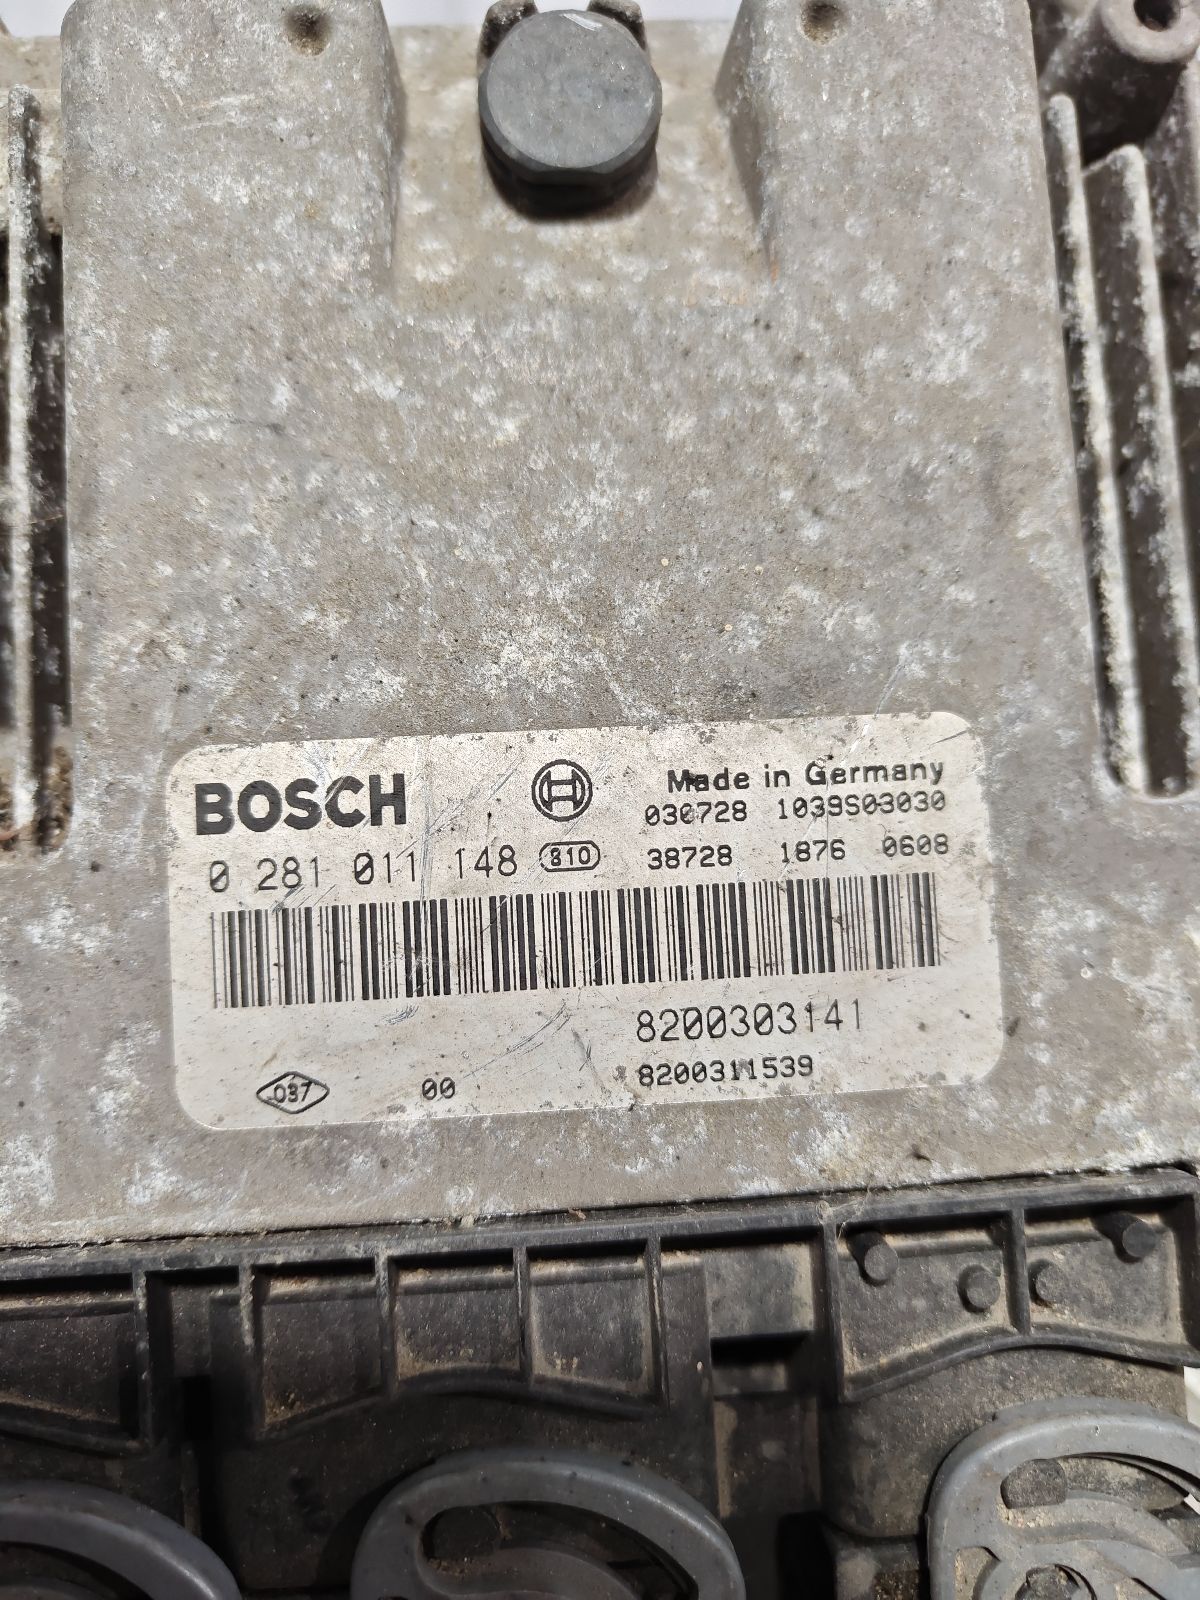 BOSCH
Made in Germany
030728 1039S03030
0 281 011 148 810 38728 1876 0608
8200303141
037 00 8200311539